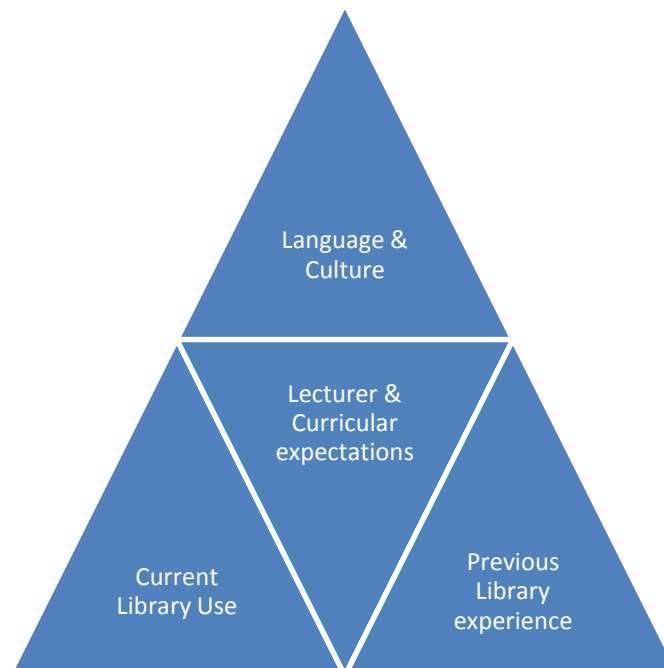 Language &
Culture
Lecturer &
Curricular
expectations
Current
Library Use
Previous
Library
experience